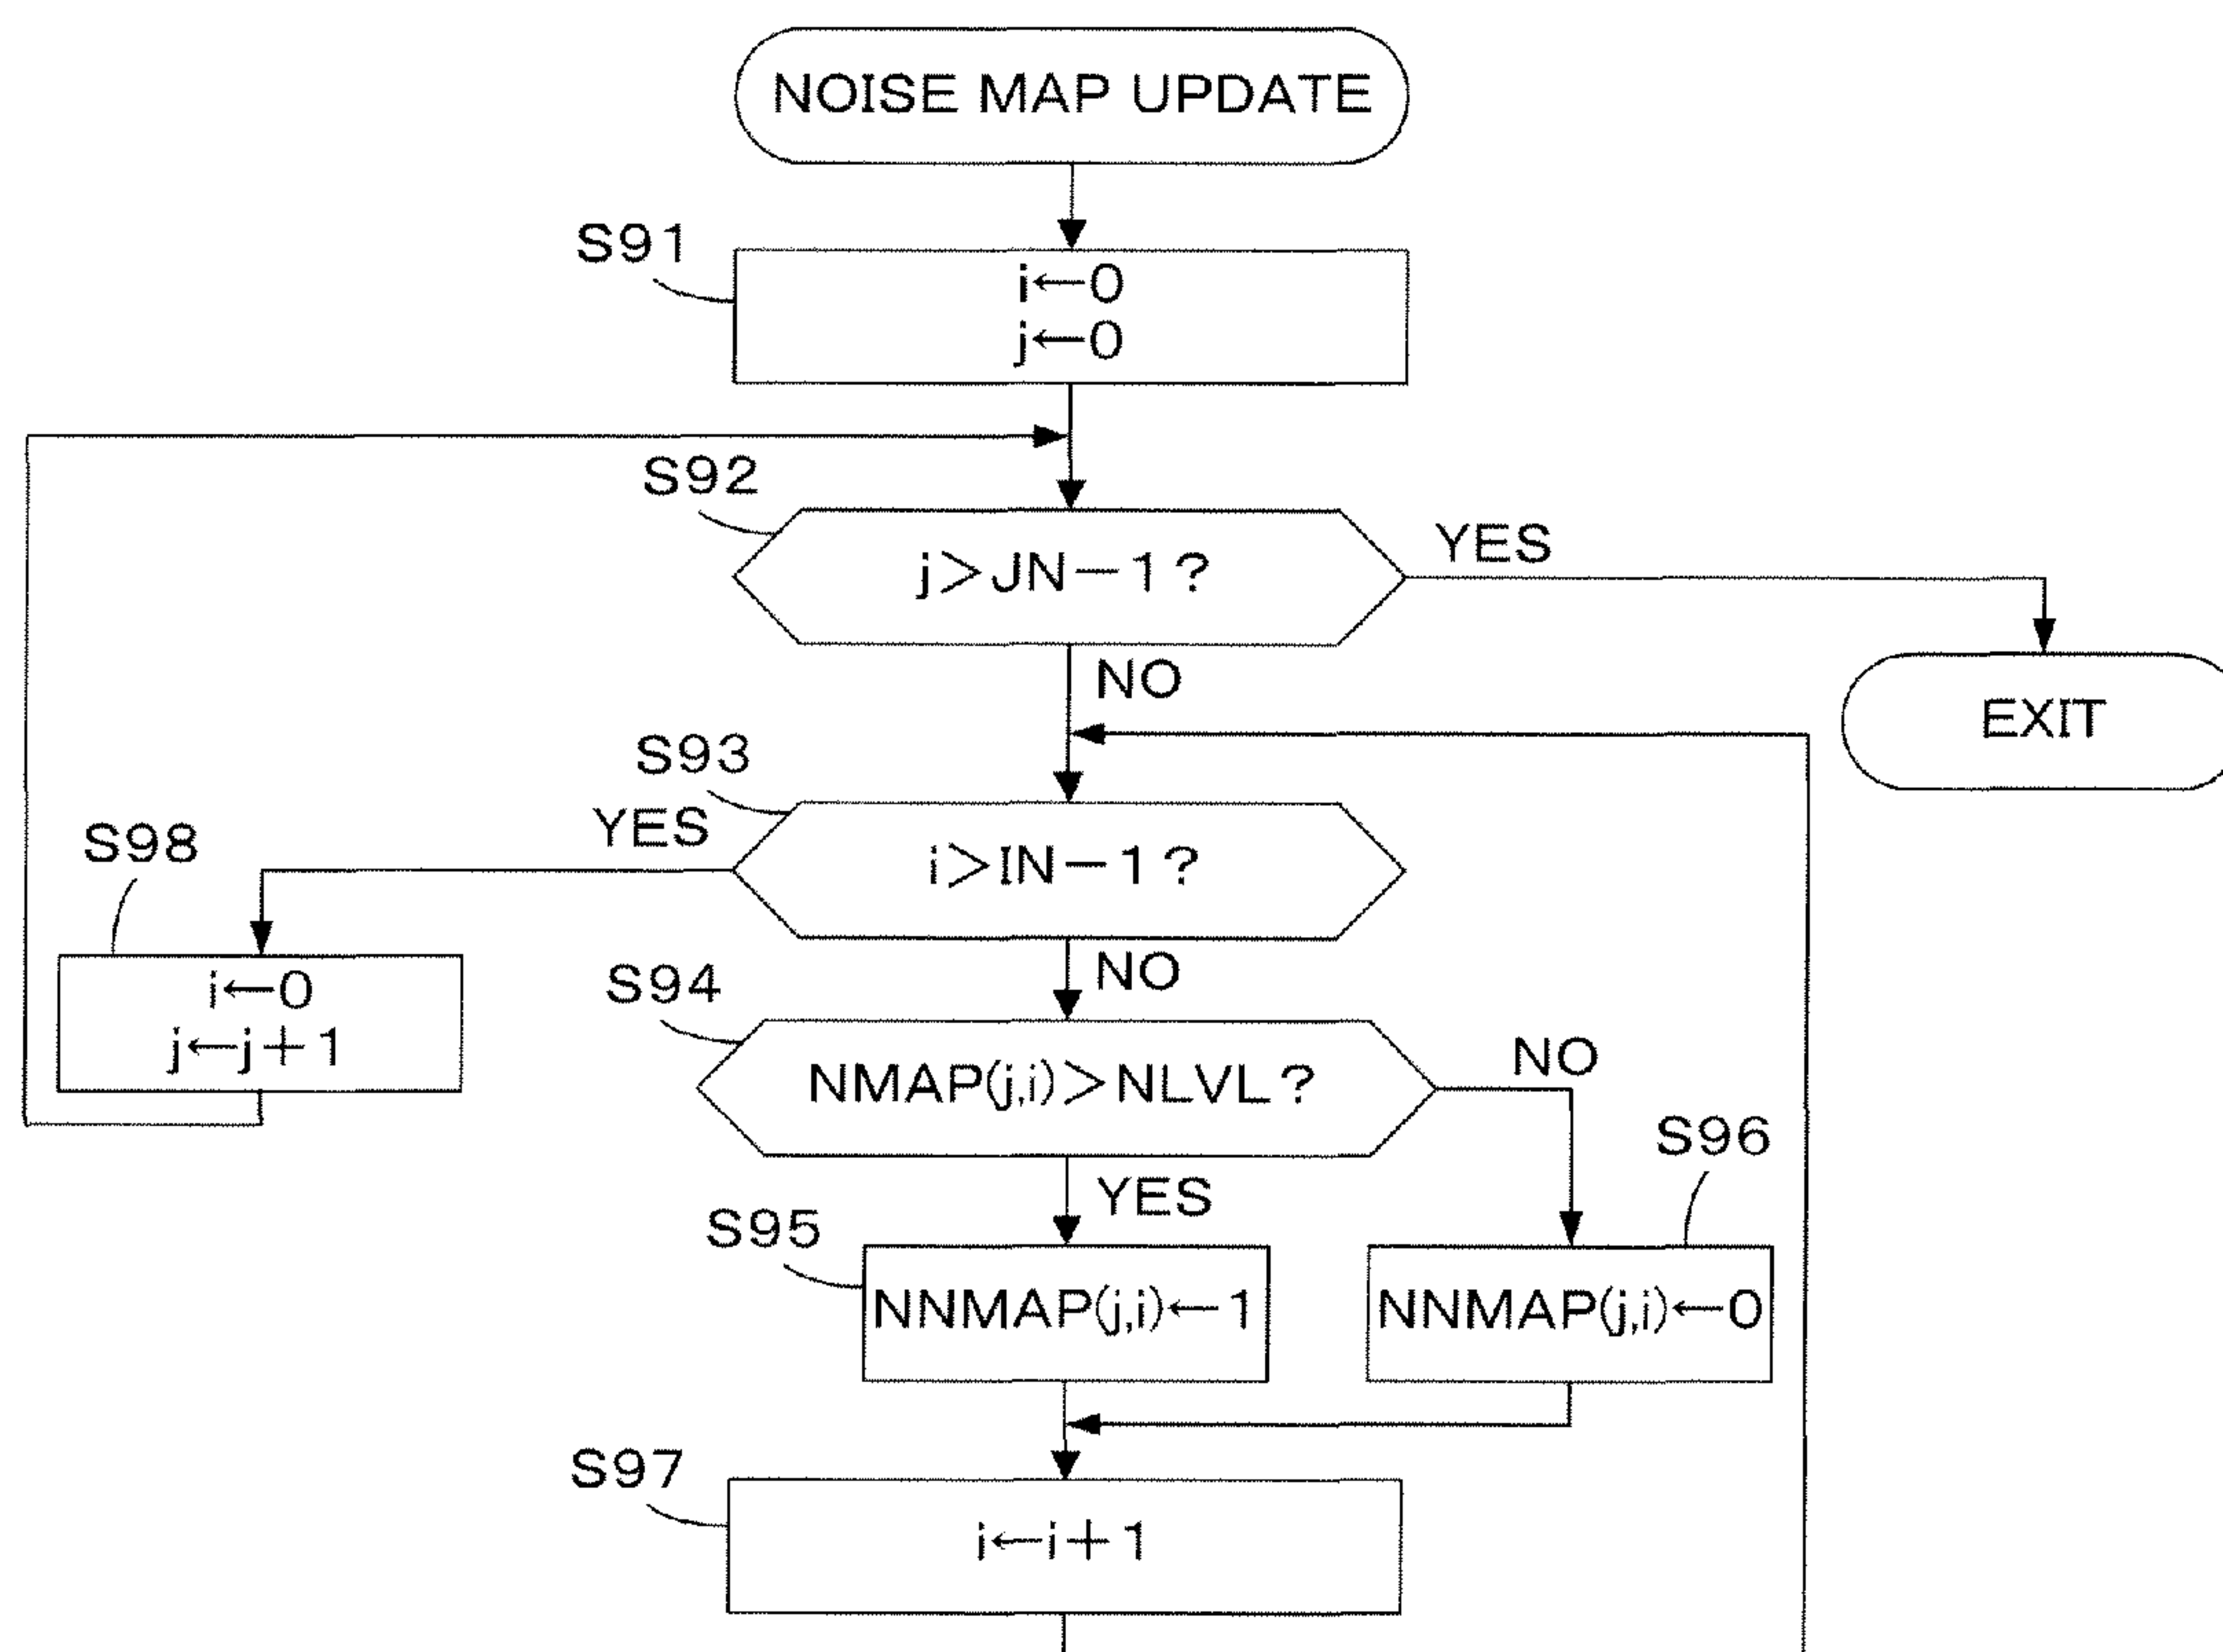 NOISE MAP UPDATE
S91
i←0
j←0
S92
j>JN−1?
YES
NO
EXIT
S93
YES
i>IN−1?
NO
S98
i←0
j←j+1
S94
NMAP(j,i)>NLVL?
NO
YES
S95
NNMAP(j,i)←1
S96
NNMAP(j,i)←0
S97
i←i+1